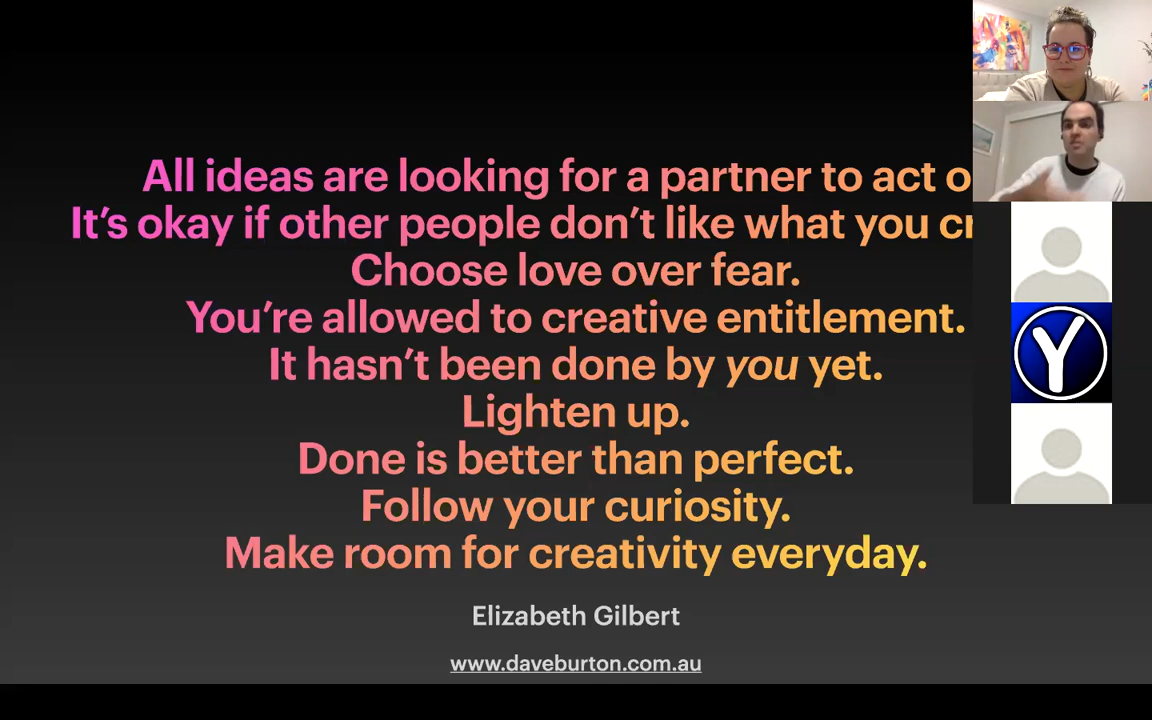 All ideas are looking for a partner to act
It’s okay if other people don’t like what you
Choose love over fear.
You’re allowed to creative entitlement.
It hasn’t been done by you yet.
Lighten up.
Done is better than perfect.
Follow your curiosity.
Make room for creativity everyday.
Elizabeth Gilbert
www.daveburton.com.au
Y